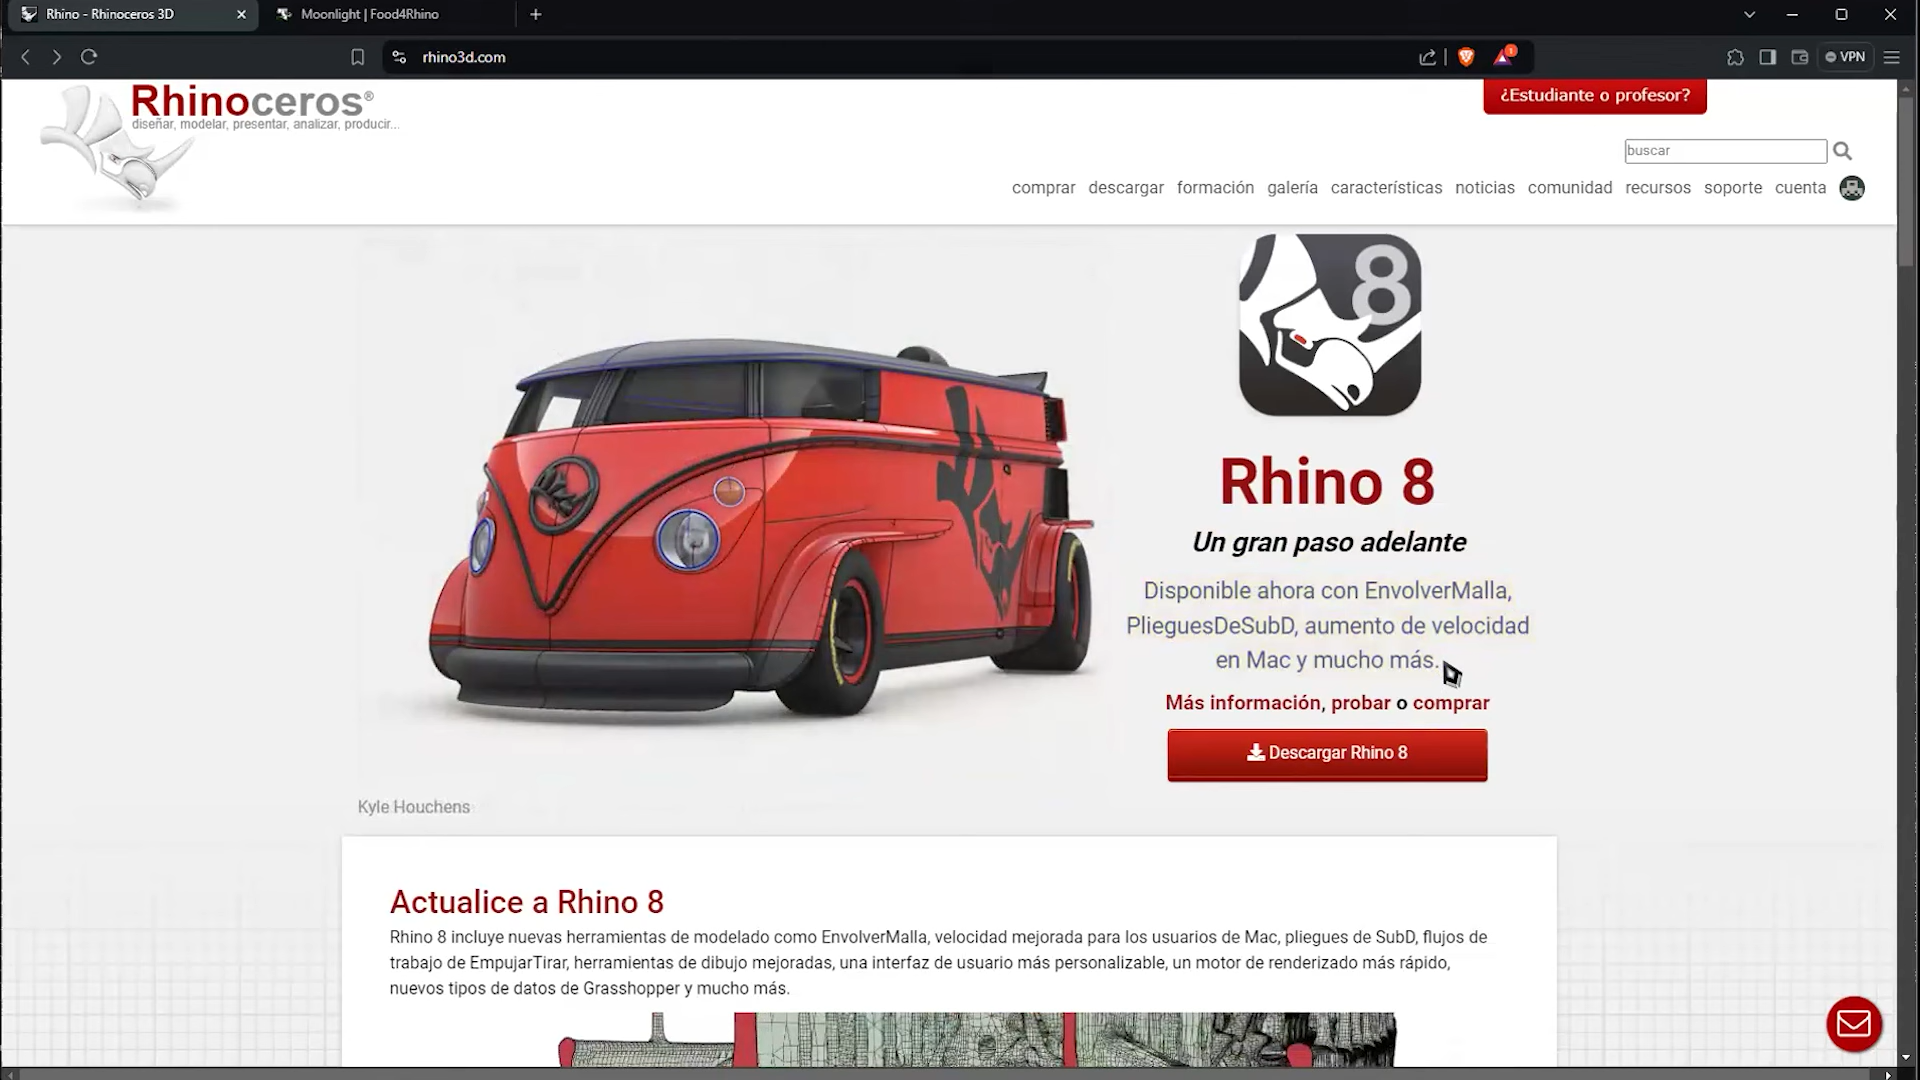 Rhino - Rhinoceros 3D
Moonlight | Food4Rhino
rhino3d.com
1
VPN
Rhinoceros®
diseñar, modelar, presentar, analizar, producir...
¿Estudiante o profesor?
buscar
comprar descargar formación galería características noticias comunidad recursos soporte cuenta
8
Rhino 8
Un gran paso adelante
Disponible ahora con EnvolverMalla,
PlieguesDeSubD, aumento de velocidad
en Mac y mucho más.
Más información, probar o comprar
Descargar Rhino 8
Kyle Houchens
Actualice a Rhino 8
Rhino 8 incluye nuevas herramientas de modelado como EnvolverMalla, velocidad mejorada para los usuarios de Mac, pliegues de SubD, flujos de
trabajo de EmpujarTirar, herramientas de dibujo mejoradas, una interfaz de usuario más personalizable, un motor de renderizado más rápido,
nuevos tipos de datos de Grasshopper y mucho más.